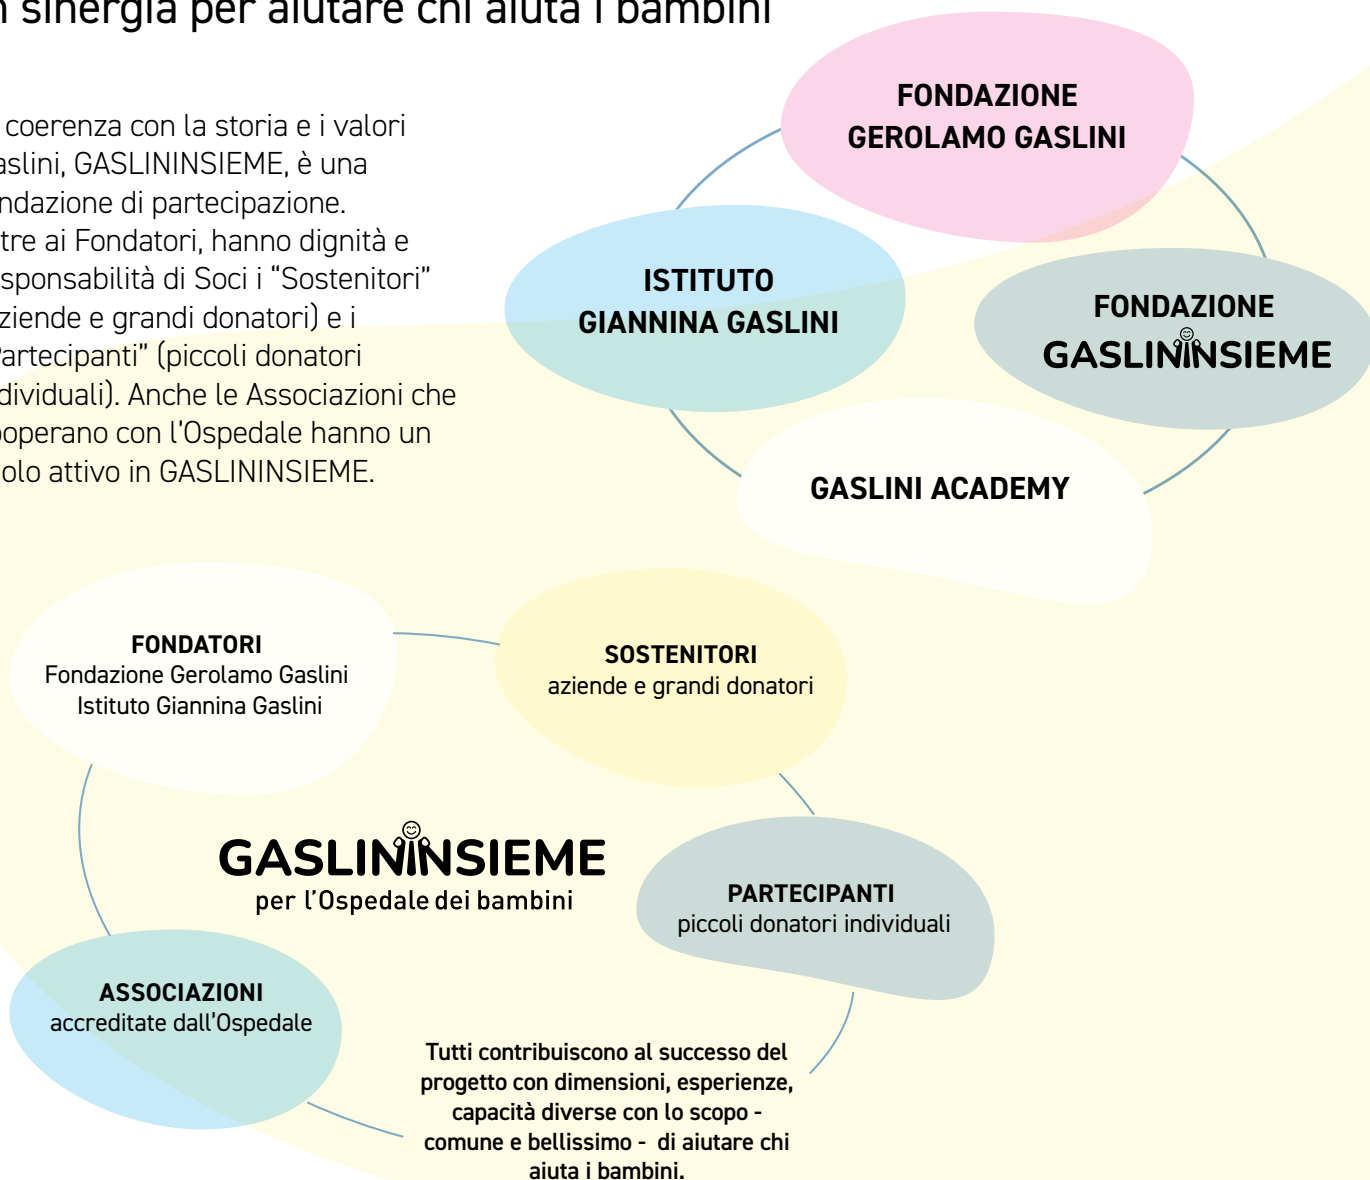 sinergia per aiutare chi aiuta i bambini
coerenza con la storia e i valori
aslini, GASLININSIEME, è una
ndazione di partecipazione.
tre ai Fondatori, hanno dignità e
sponsabilità di Soci i “Sostenitori”
ziende e grandi donatori) e i
artecipanti” (piccoli donatori
dividuali). Anche le Associazioni che
operano con l’Ospedale hanno un
olo attivo in GASLININSIEME.
FONDAZIONE
GEROLAMO GASLINI
ISTITUTO
GIANNINA GASLINI
FONDAZIONE
GASLININSIEME
GASLINI ACADEMY
FONDATORI
Fondazione Gerolamo Gaslini
Istituto Giannina Gaslini
SOSTENITORI
aziende e grandi donatori
GASLININSIEME
per l’Ospedale dei bambini
PARTECIPANTI
piccoli donatori individuali
ASSOCIAZIONI
accreditate dall’Ospedale
Tutti contribuiscono al successo del
progetto con dimensioni, esperienze,
capacità diverse con lo scopo -
comune e bellissimo - di aiutare chi
aiuta i bambini.